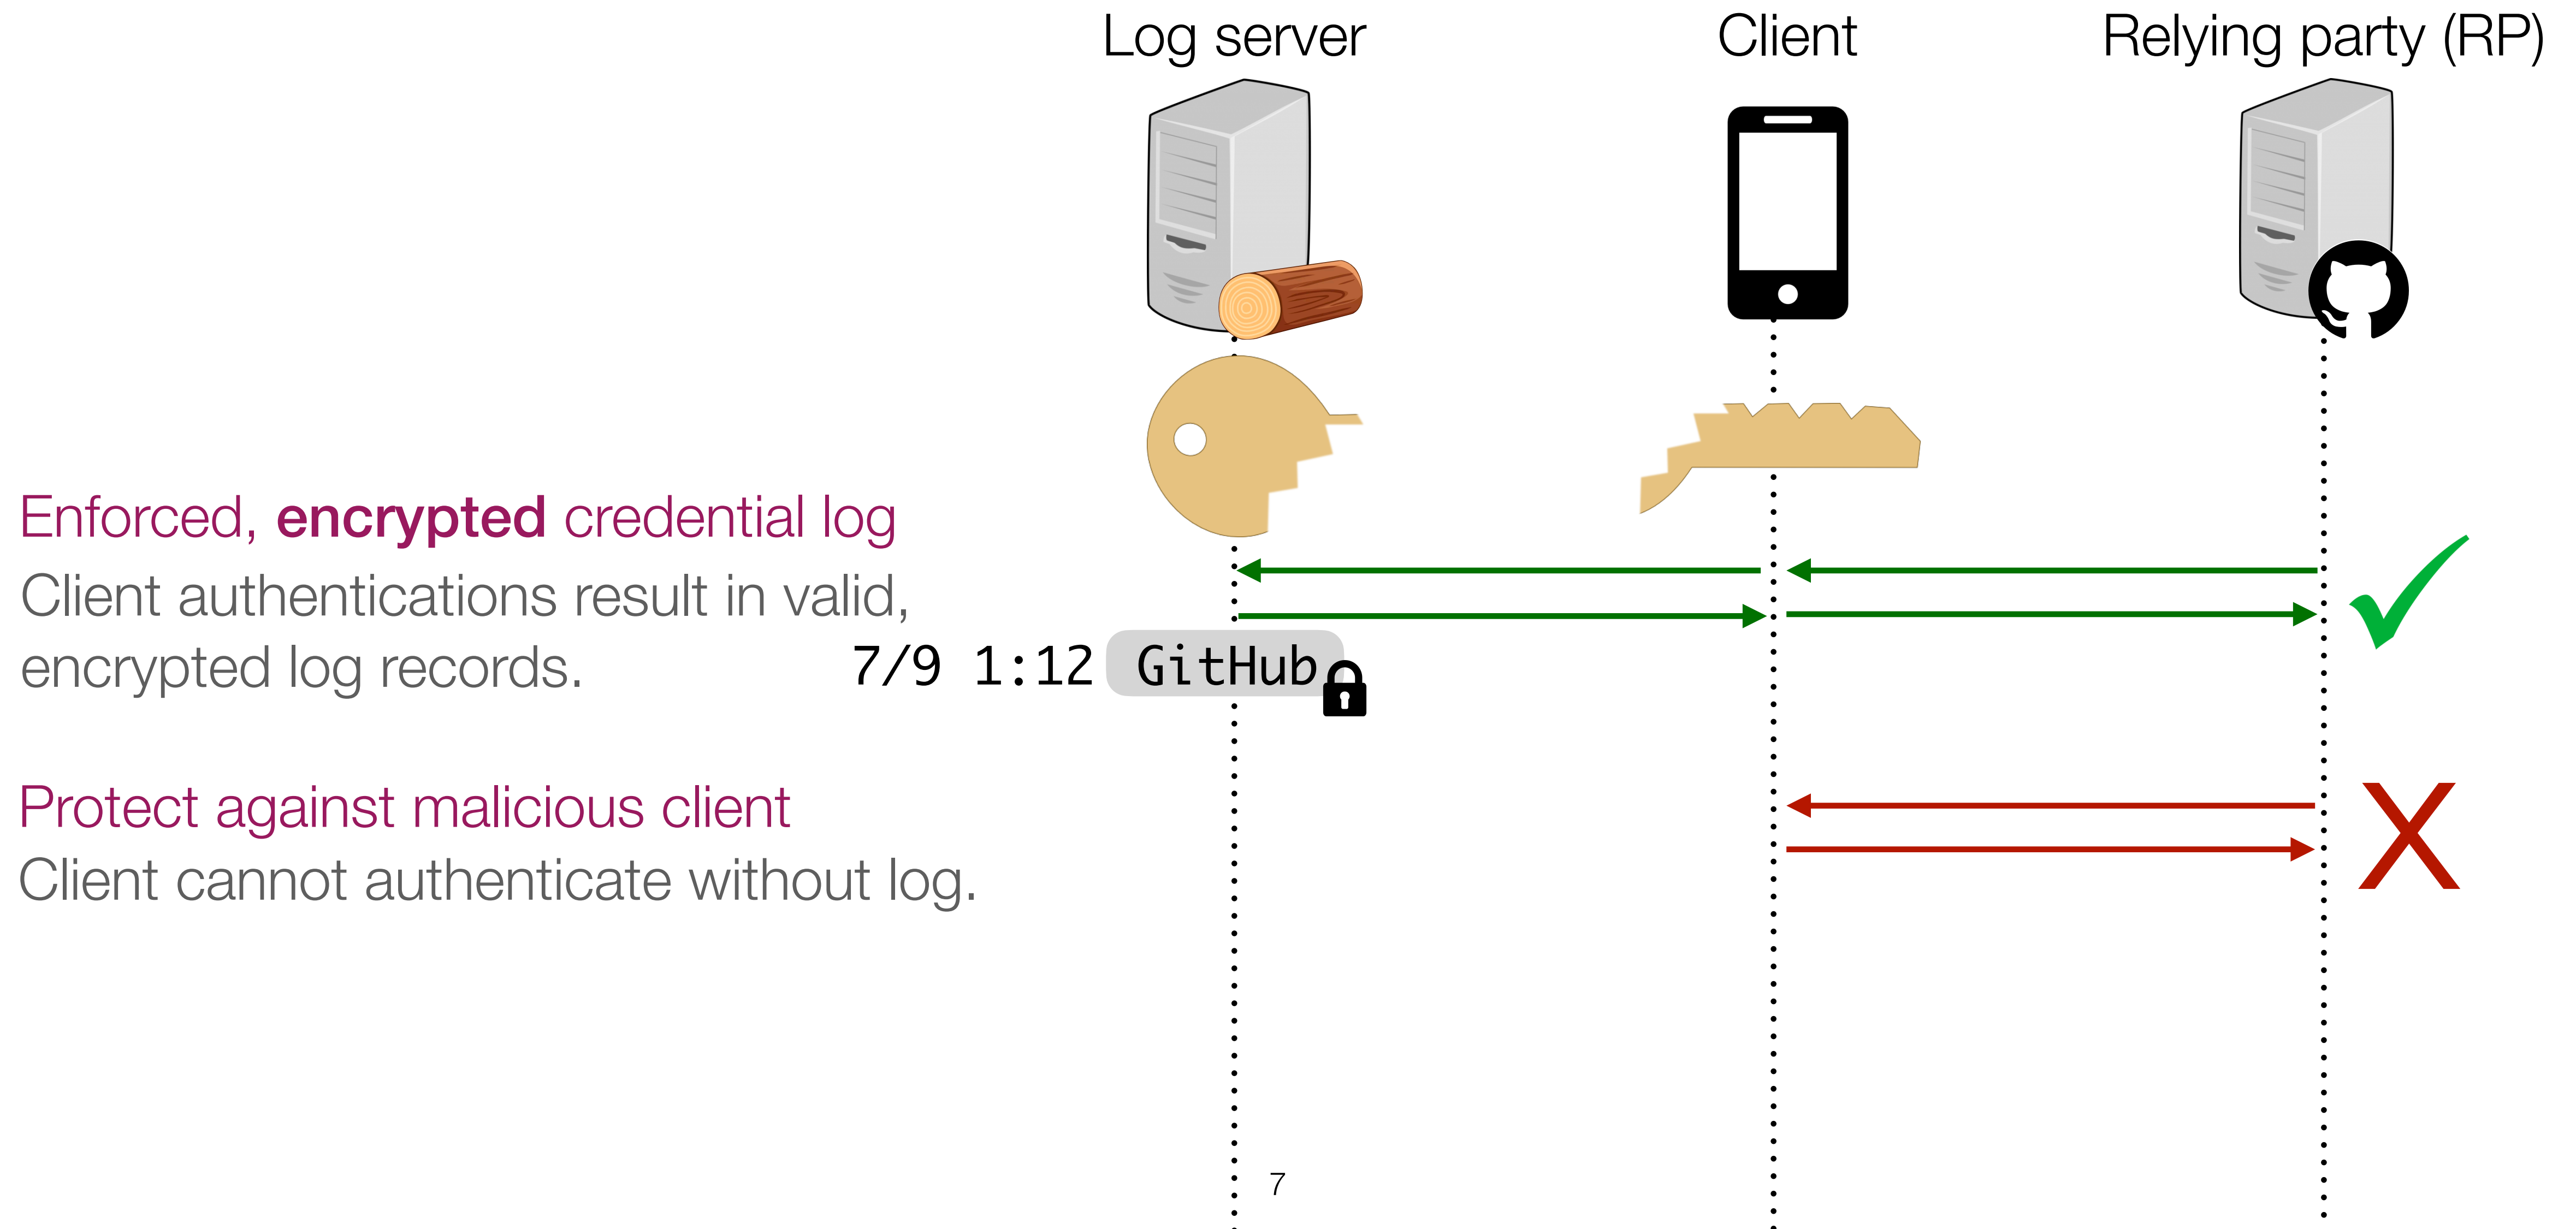 Log server
Client
Relying party (RP)
Enforced, encrypted credential log
Client authentications result in valid,
encrypted log records.
7/9 1:12 GitHub
Protect against malicious client
Client cannot authenticate without log.
X
7